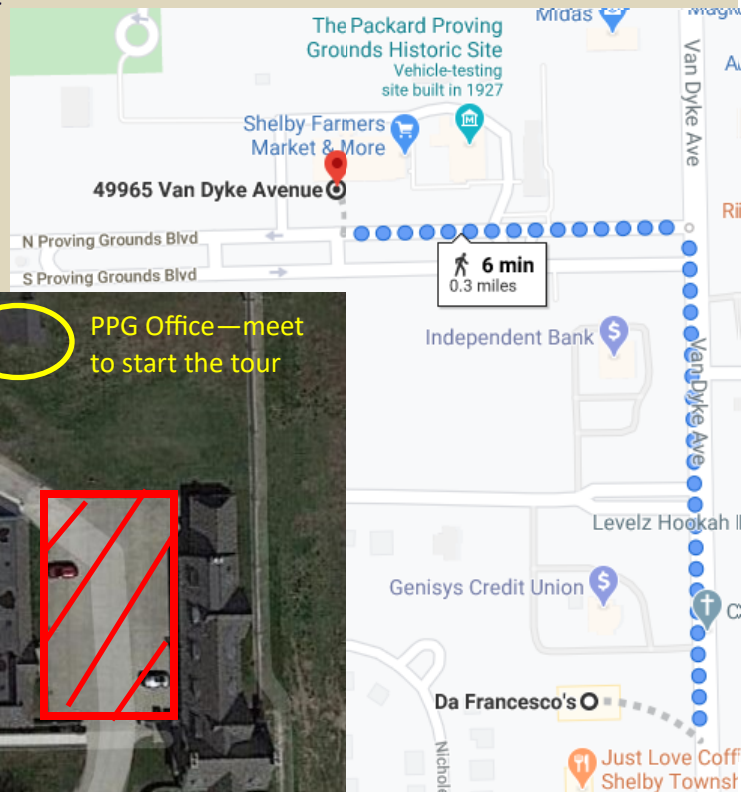 Midas
The Packard Proving
Grounds Historic Site
Vehicle-testing
site built in 1927
Van Dyke Ave
Shelby Farmers
Market & More
49965 Van Dyke Avenue
N Proving Grounds Blvd
S Proving Grounds Blvd
6 min
0.3 miles
PPG Office—meet
to start the tour
Independent Bank
Van Dyke Ave
Levelz Hookah
Genisys Credit Union
Da Francesco's
Just Love Coff
Shelby Townsh
Nichole